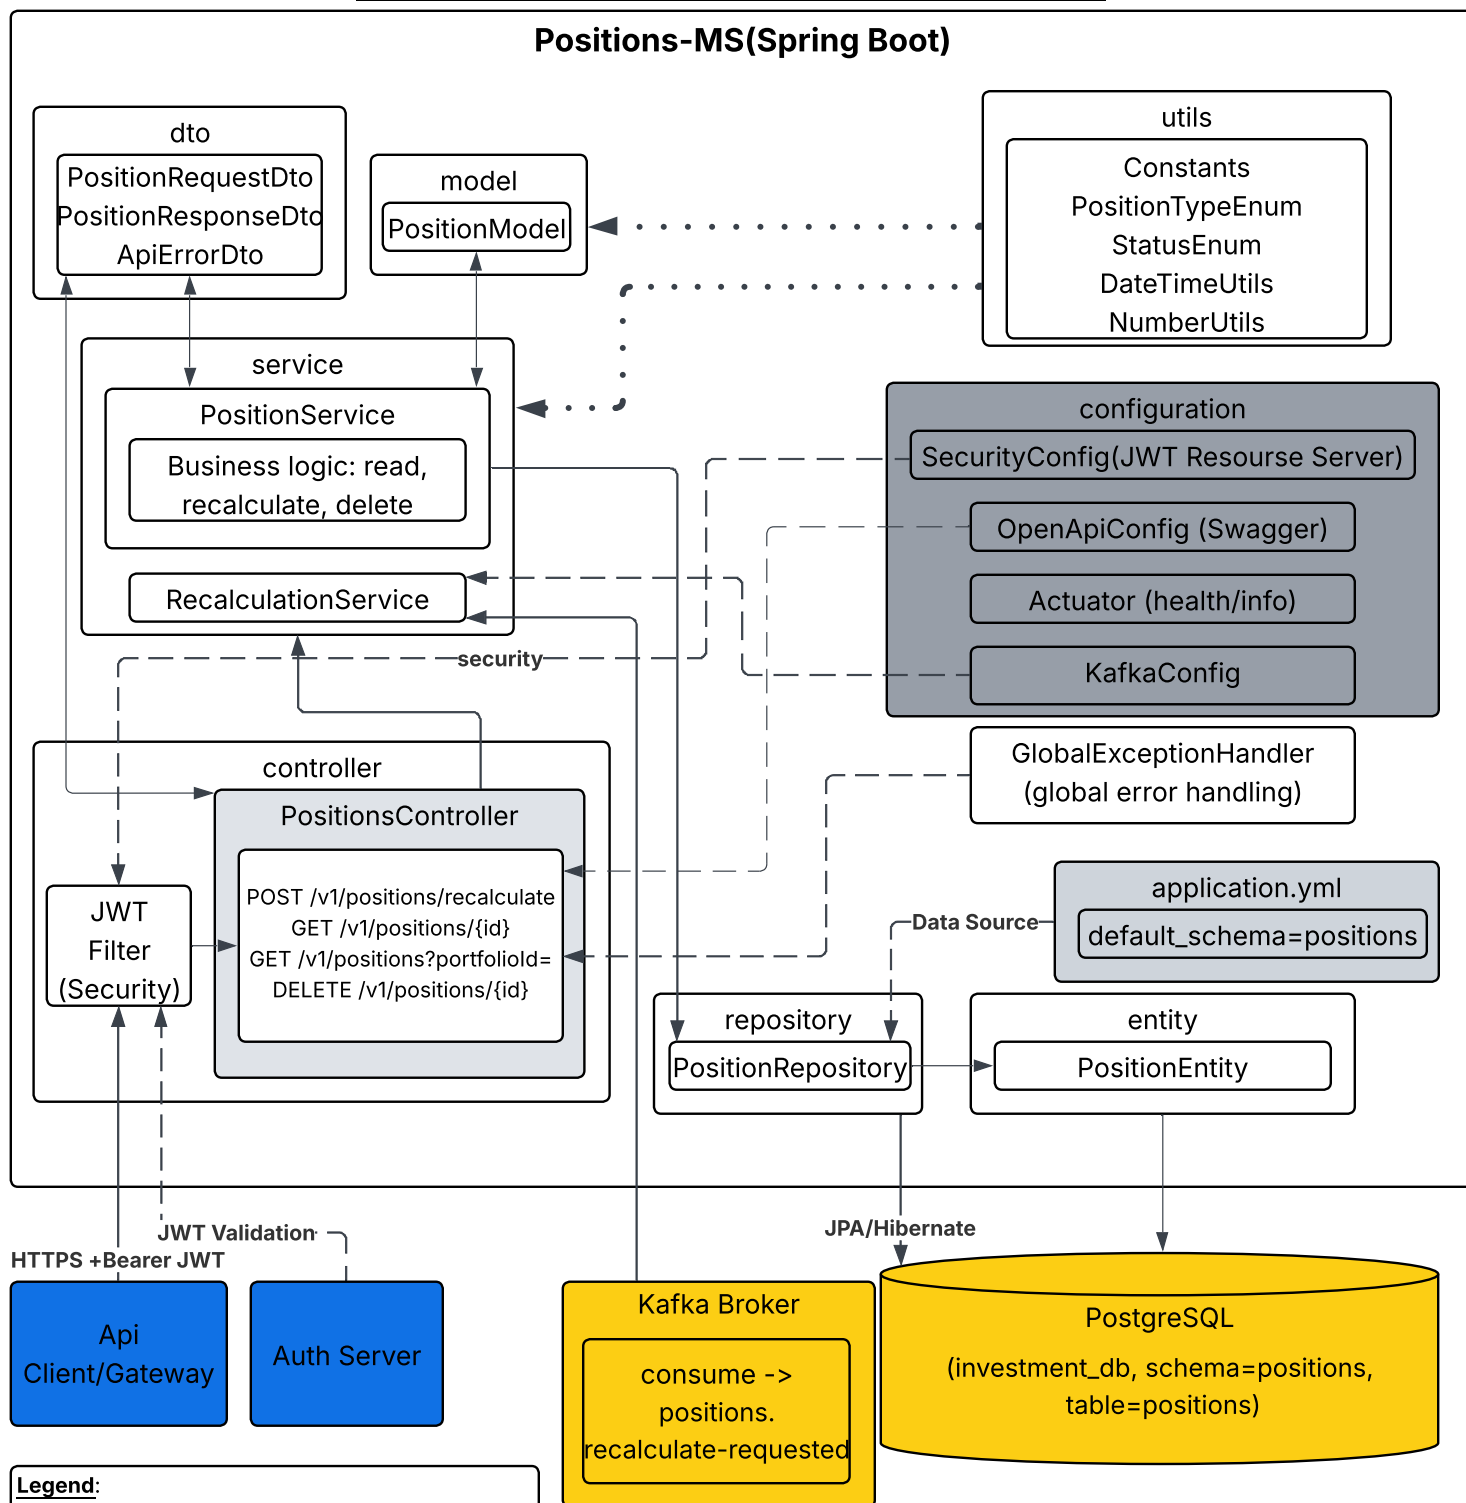 Positions-MS(Spring Boot)
dto
PositionRequestDto
PositionResponseDto
ApiErrorDto
model
PositionModel
utils
Constants
PositionTypeEnum
StatusEnum
DateTimeUtils
NumberUtils
service
PositionService
Business logic: read,
recalculate, delete
RecalculationService
configuration
SecurityConfig(JWT Resourse Server)
OpenApiConfig (Swagger)
Actuator (health/info)
KafkaConfig
security
GlobalExceptionHandler
(global error handling)
controller
PositionsController
POST /v1/positions/recalculate
GET /v1/positions/{id}
GET /v1/positions?portfolioId=
DELETE /v1/positions/{id}
JWT
Filter
(Security)
application.yml
default_schema=positions
Data Source
repository
PositionRepository
entity
PositionEntity
JWT Validation
HTTPS +Bearer JWT
JPA/Hibernate
Api
Client/Gateway
Auth Server
Kafka Broker
consume ->
positions.
recalculate-requested
PostgreSQL
(investment_db, schema=positions,
table=positions)
Legend: